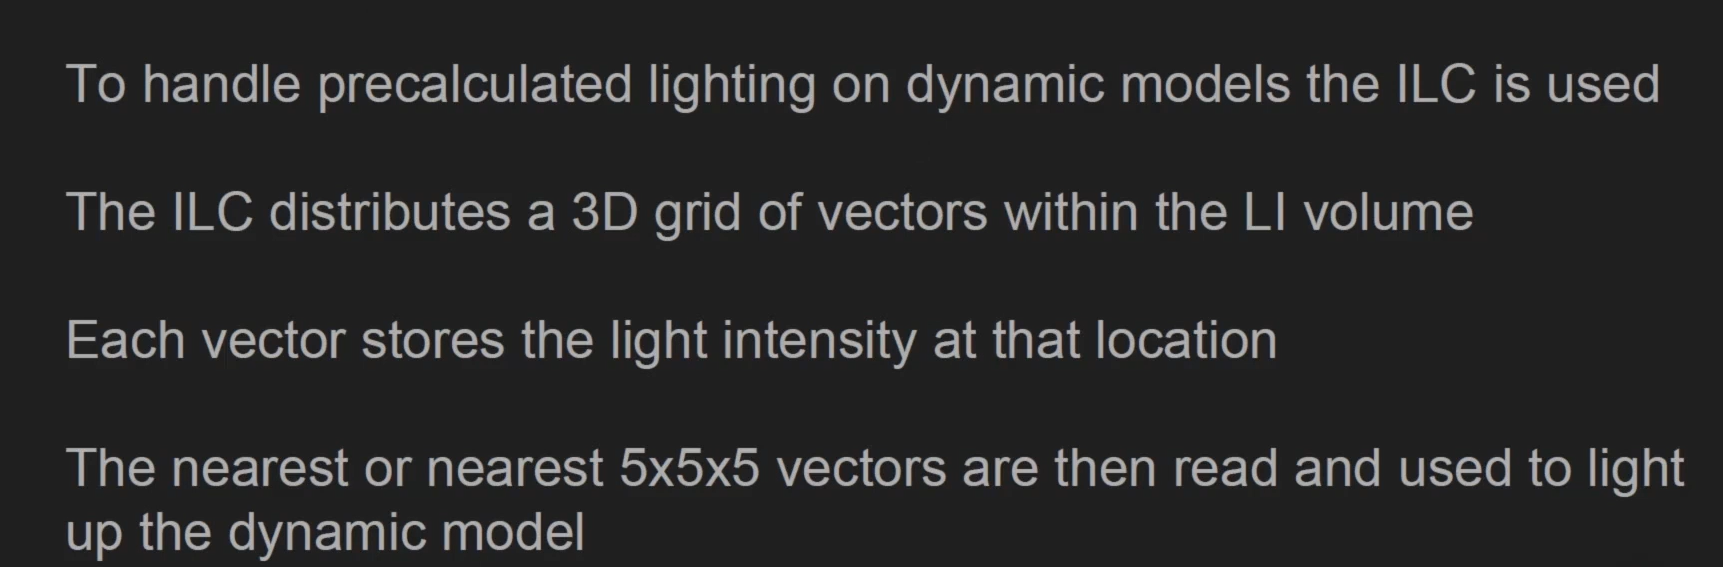 To handle precalculated lighting on dynamic models the ILC is used
The ILC distributes a 3D grid of vectors within the LI volume
Each vector stores the light intensity at that location
The nearest or nearest 5x5x5 vectors are then read and used to light
up the dynamic model